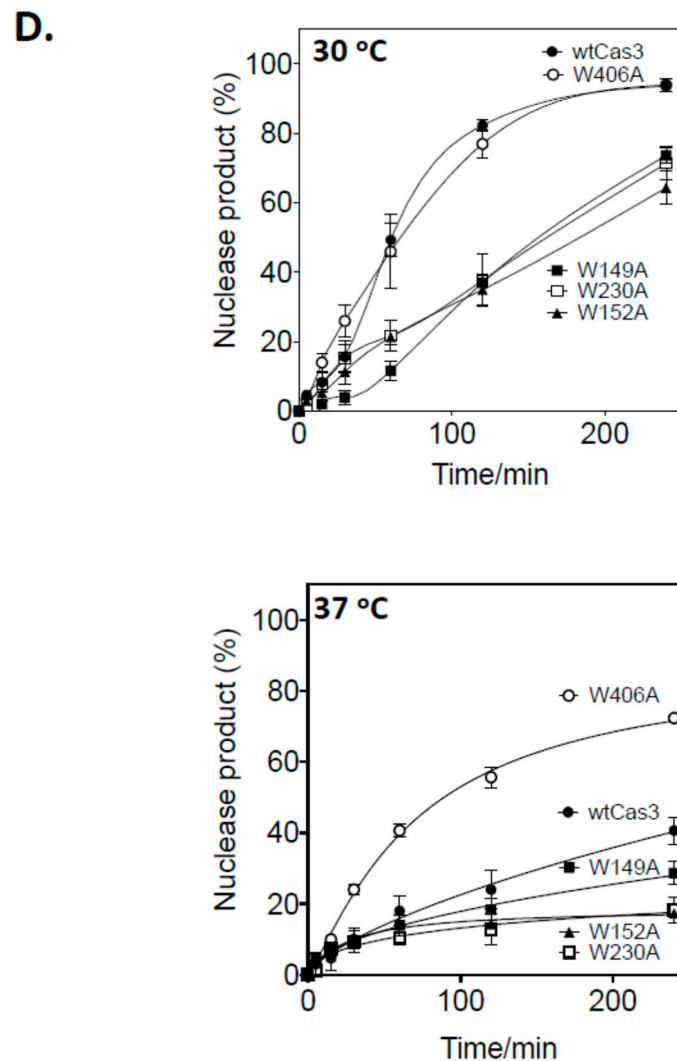 D.
30 °C
wtCas3
W406A
100
80
60
40
20
0
Nuclease product (%)
W149A
W230A
W152A
0
100
200
Time/min
37 °C
100
80
60
40
20
0
Nuclease product (%)
W406A
wtCas3
W149A
W152A
W230A
0
100
200
Time/min